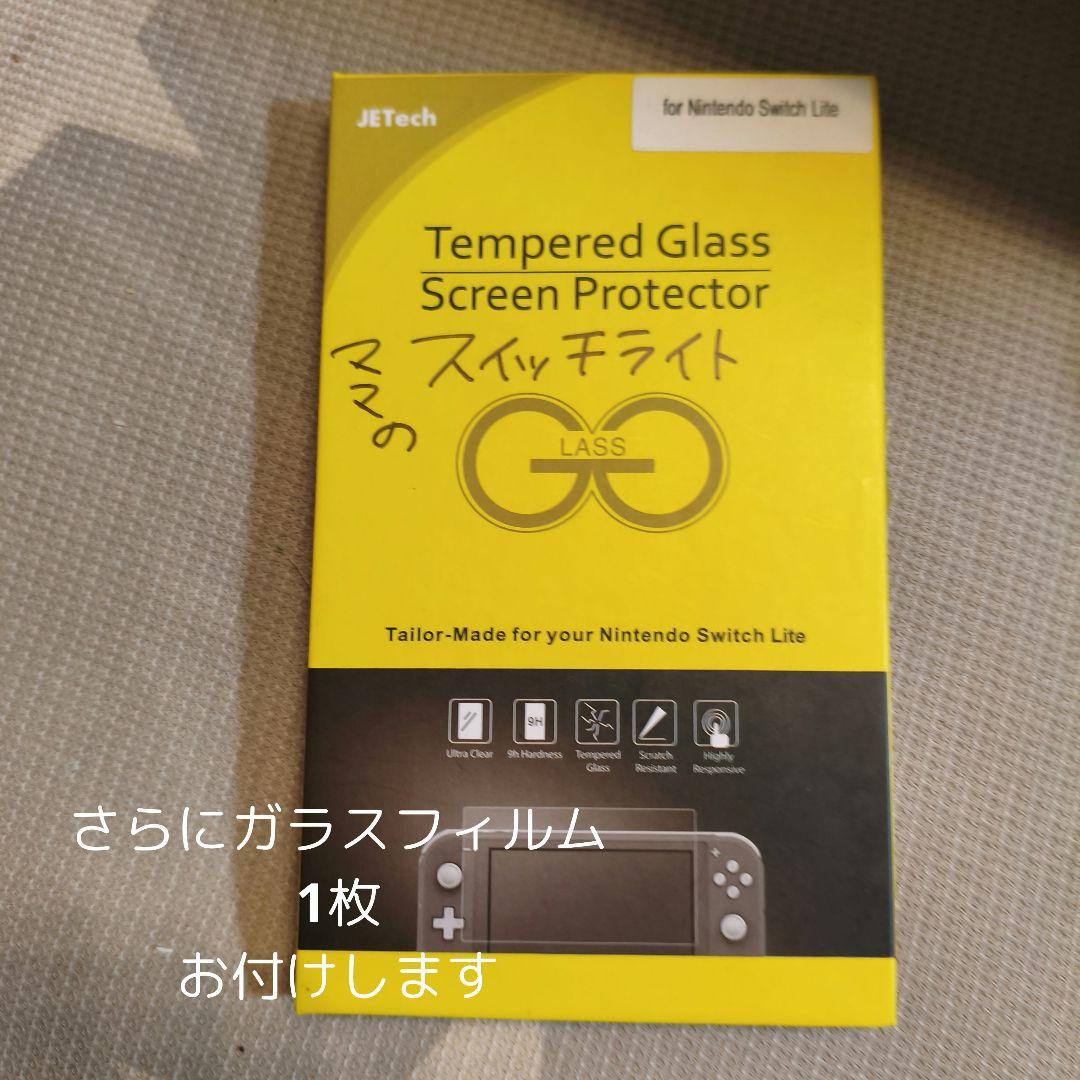 JETech
for Nintendo Switch Lite
Tempered Glass
Screen Protector
ママの
スイッチライト
GLASS
Tailor-Made for your Nintendo Switch Lite
9H
Ultra Clear
9h Hardness
Tempered
Glass
Scratch
Resistant
Highly
Responsive
さらにガラスフィルム
1枚
お付けします